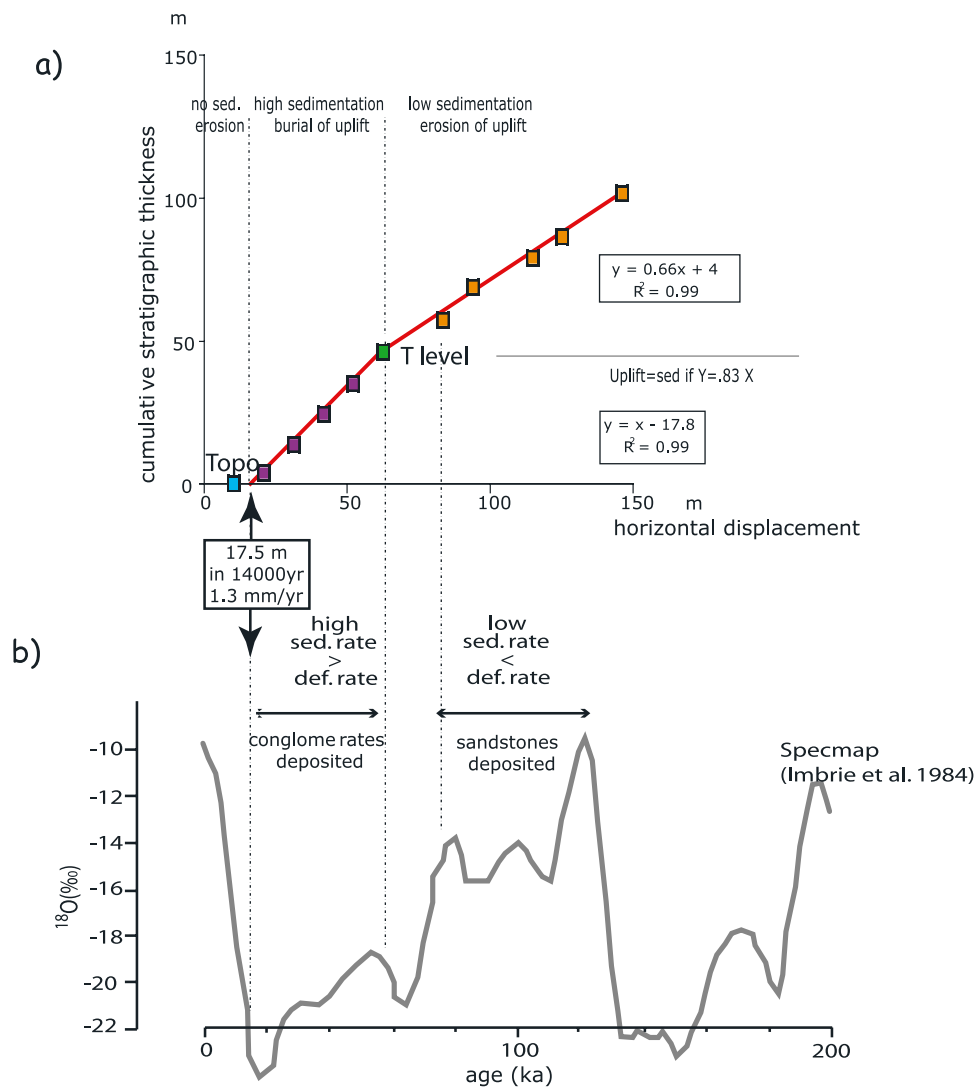 m
a)
150
100
50
0
cumulative stratigraphic thickness
no sed.
erosion
high sedimentation
burial of uplift
low sedimentation
erosion of uplift
y = 0.66x + 4
R² = 0.99
T level
Uplift=sed if Y=.83 X
y = x - 17.8
R² = 0.99
Topo
0
50
100
150
m
horizontal displacement
17.5 m
in 14000yr
1.3 mm/yr
b)
high
sed. rate
>
def. rate
low
sed. rate
<
def. rate
conglome rates
deposited
sandstones
deposited
Specmap
(Imbrie et al. 1984)
-10
-12
-14
-16
-18
-20
-22
¹⁸O(‰)
0
100
200
age (ka)